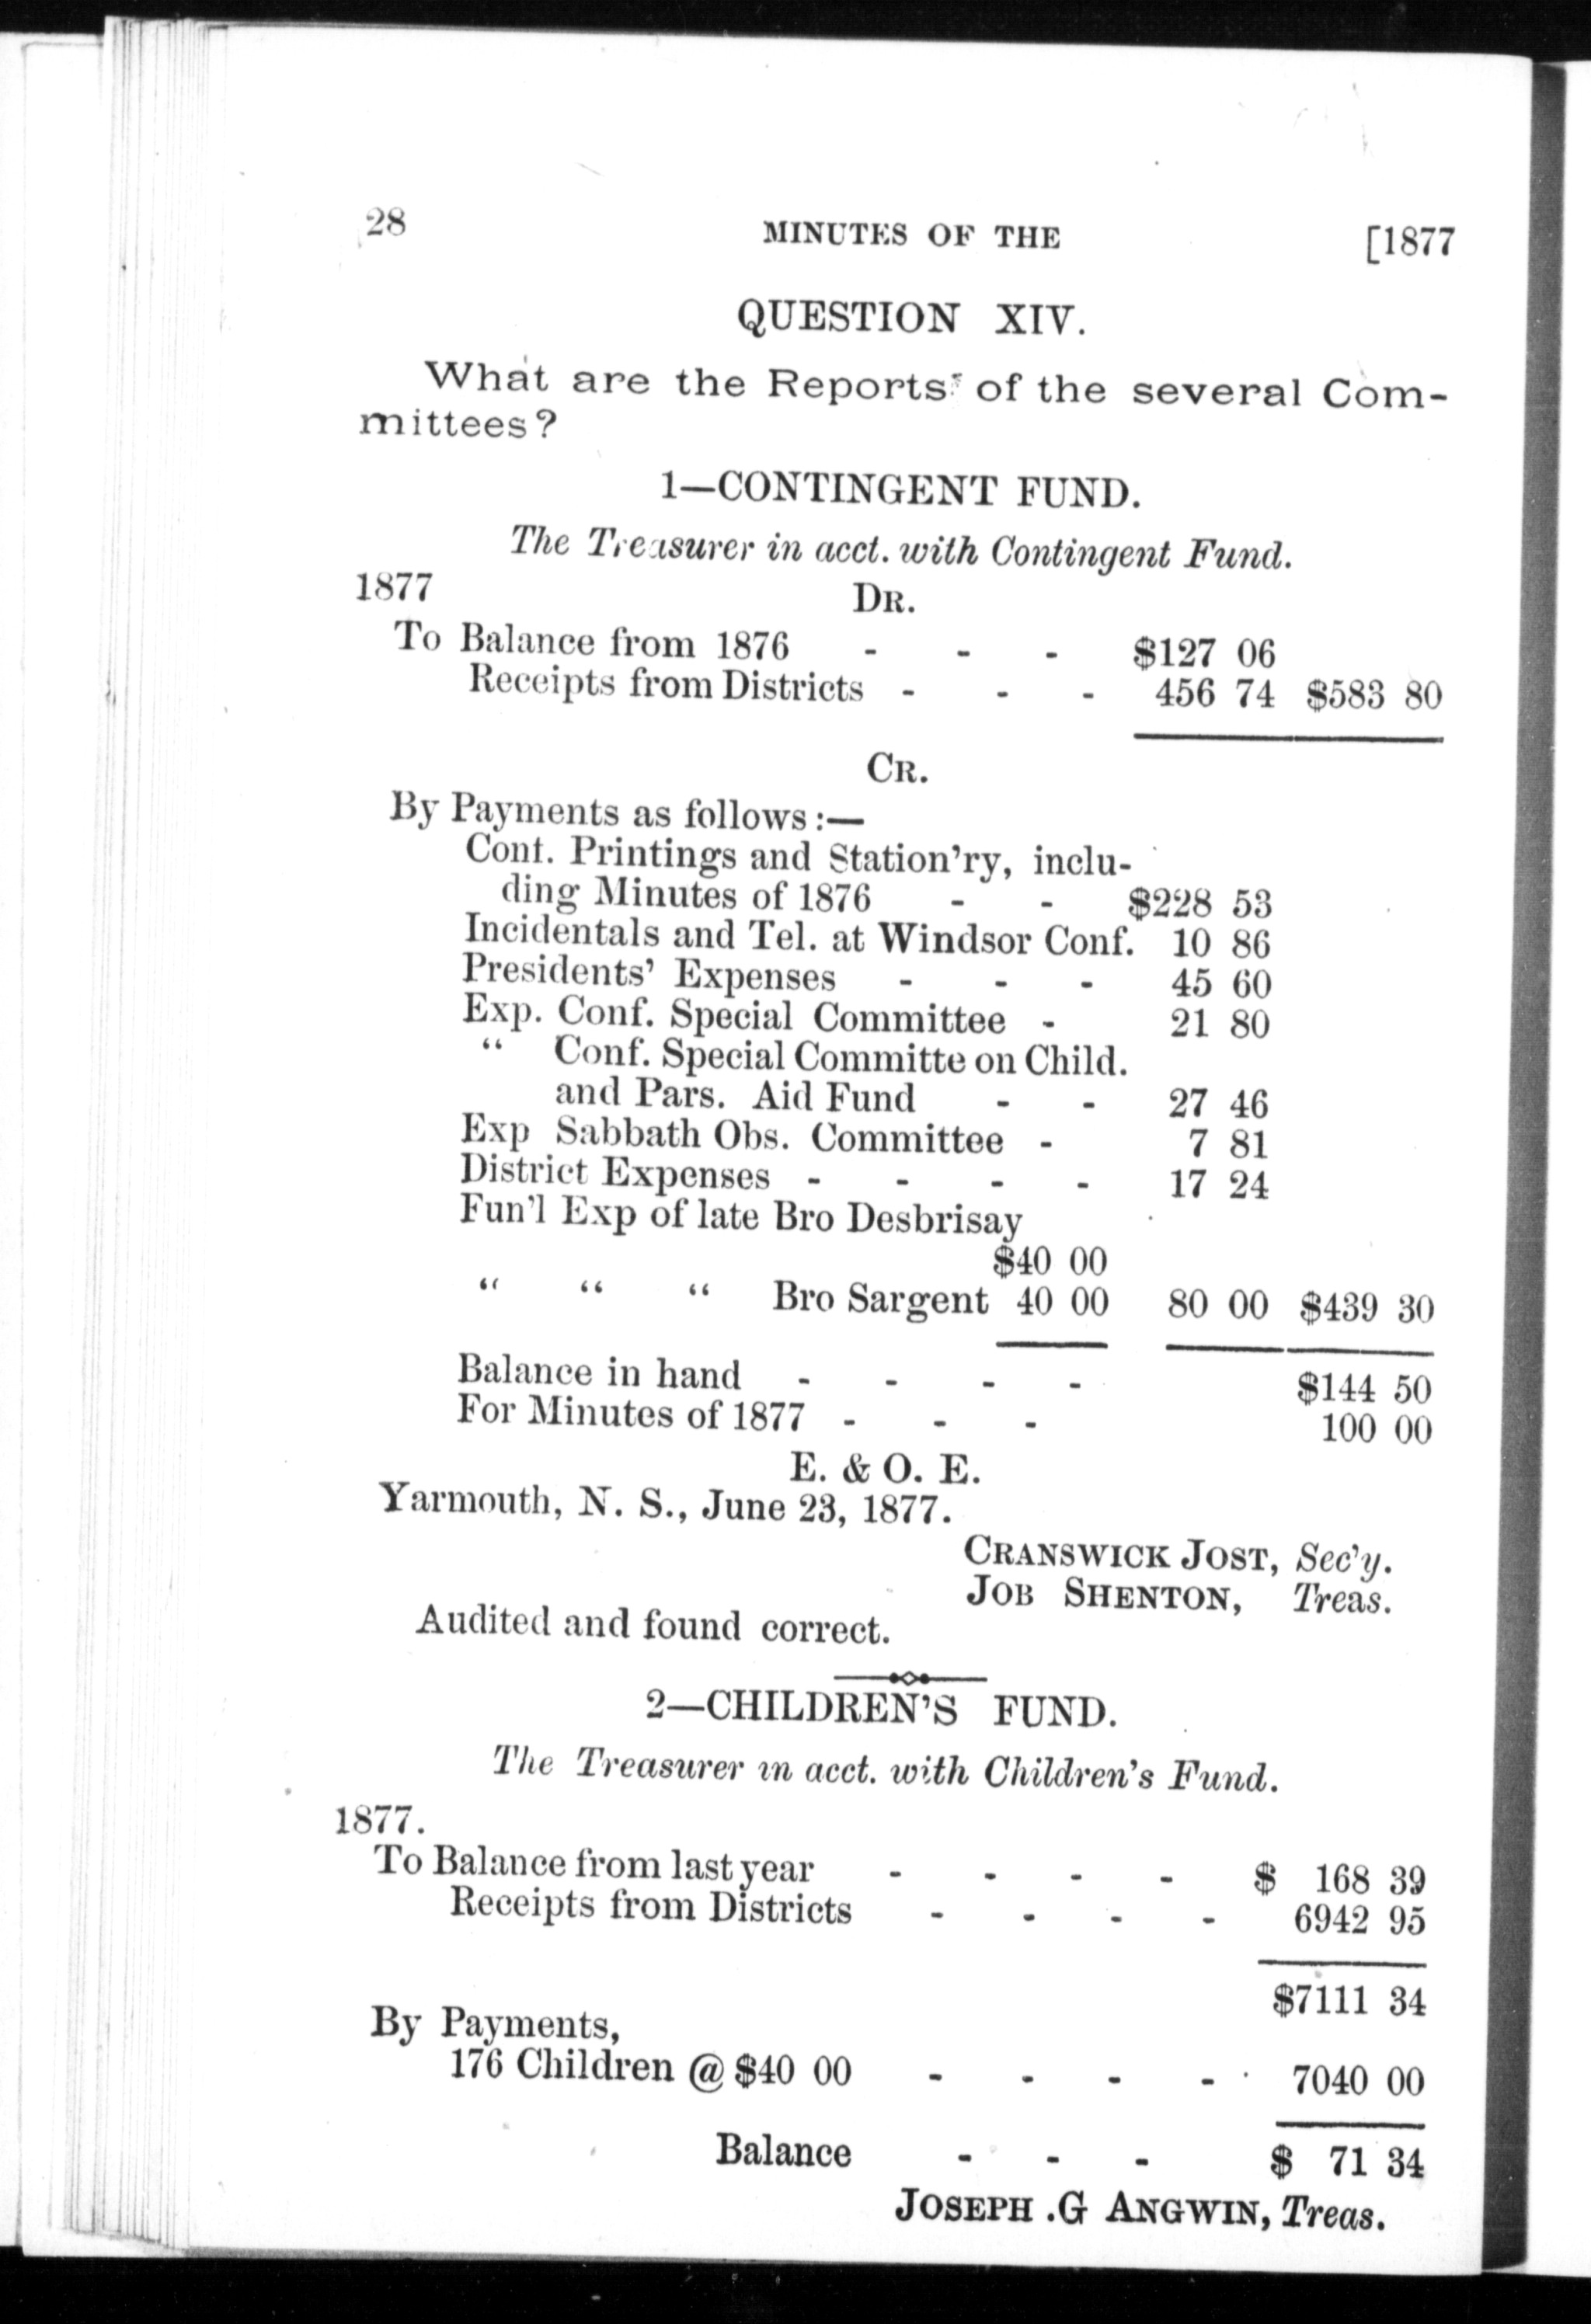 28 MINUTES OF THE [1877
QUESTION XIV.
What are the Reports of the several Com-
mittees?
1—CONTINGENT FUND.
The Treasurer in acct. with Contingent Fund.
1877 DR.
To Balance from 1876 - - - $127 06
Receipts from Districts - - - 456 74 $583 80
CR.
By Payments as follows:—
Cont. Printings and Station'ry, inclu-
ding Minutes of 1876 - - $228 53
Incidentals and Tel. at Windsor Conf. 10 86
Presidents' Expenses - - - 45 60
Exp. Conf. Special Committee - 21 80
" Conf. Special Committe on Child.
and Pars. Aid Fund - - 27 46
Exp Sabbath Obs. Committee - 7 81
District Expenses - - - - 17 24
Fun'l Exp of late Bro Desbrisay
$40 00
" " " Bro Sargent 40 00 80 00 $439 30
Balance in hand - - - - $144 50
For Minutes of 1877 - - - 100 00
E. & O. E.
Yarmouth, N. S., June 23, 1877.
CRANSWICK JOST, Sec'y.
JOB SHENTON, Treas.
Audited and found correct.
2—CHILDREN'S FUND.
The Treasurer in acct. with Children's Fund.
1877.
To Balance from last year - - - - $ 168 39
Receipts from Districts - - - - 6942 95
$7111 34
By Payments,
176 Children @ $40 00 - - - - 7040 00
Balance - - - $ 71 34
JOSEPH .G ANGWIN, Treas.